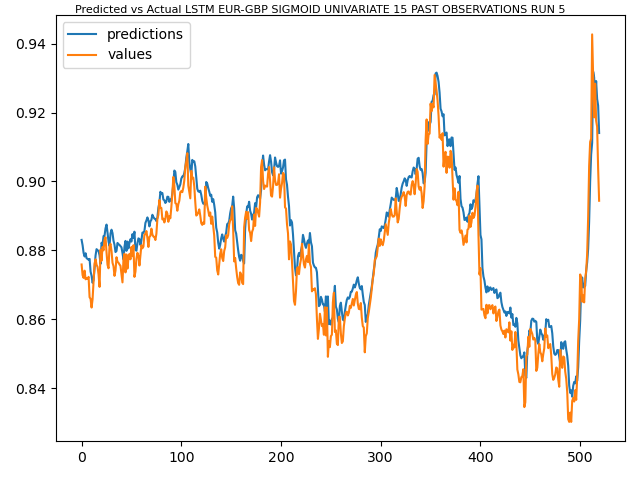 Predicted vs Actual LSTM EUR-GBP SIGMOID UNIVARIATE 15 PAST OBSERVATIONS RUN 5
predictions
values
0.94
0.92
0.90
0.88
0.86
0.84
0 100 200 300 400 500